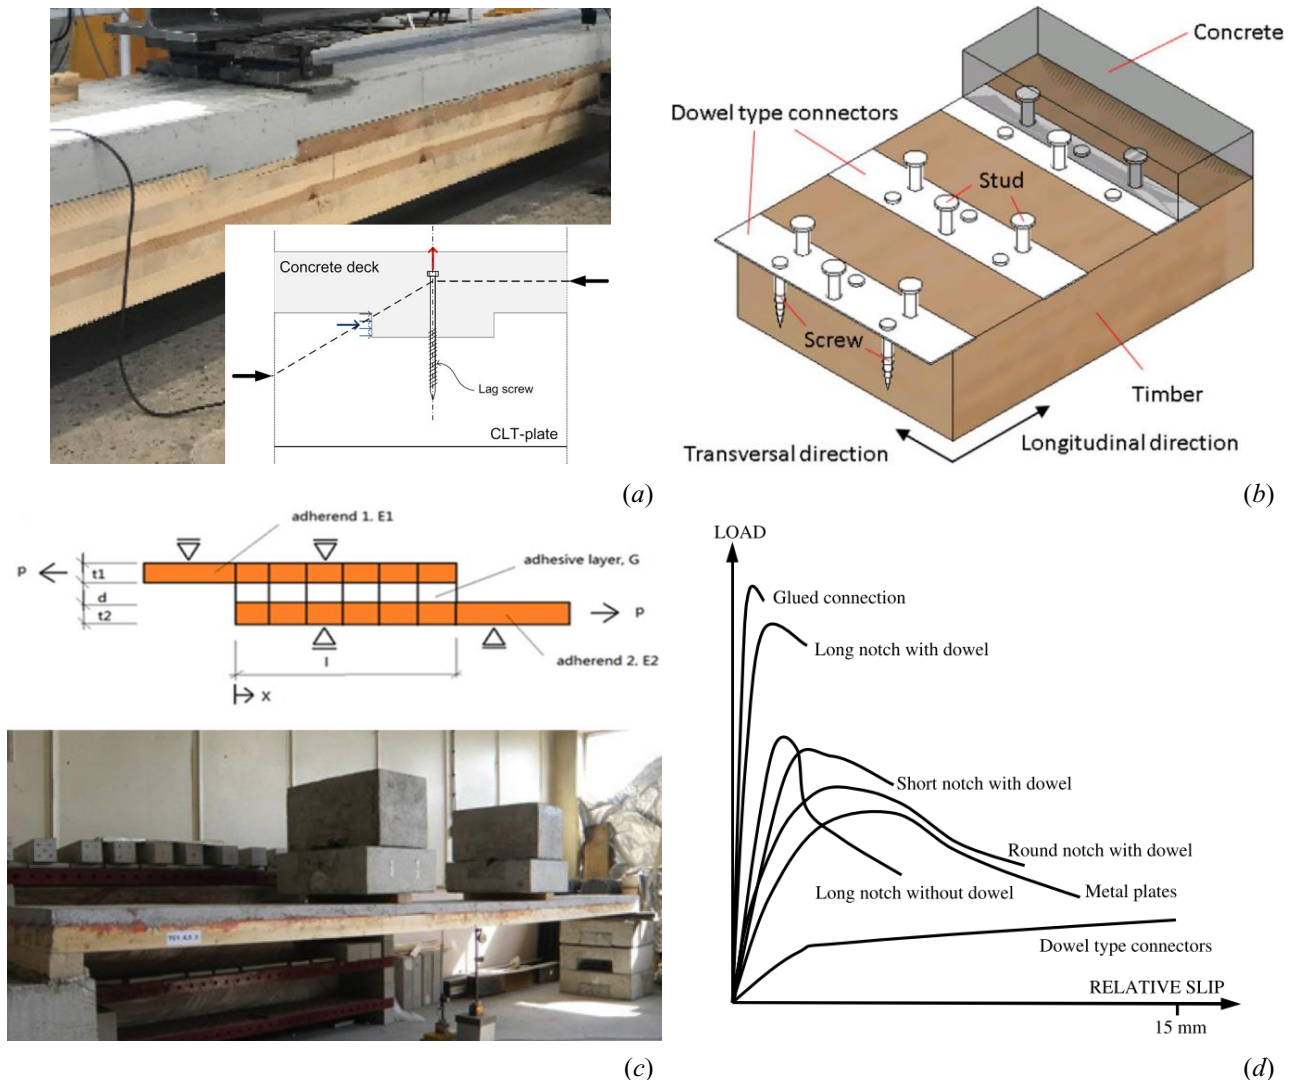 Concrete deck
Lag screw
CLT-plate
(a)
Concrete
Dowel type connectors
Stud
Screw
Timber
Transversal direction
Longitudinal direction
(b)
adherend 1. E1
adhesive layer, G
P
t1
d
t2
P
l
adherend 2. E2
x
(c)
LOAD
Glued connection
Long notch with dowel
Short notch with dowel
Round notch with dowel
Long notch without dowel
Metal plates
Dowel type connectors
RELATIVE SLIP
15 mm
(d)